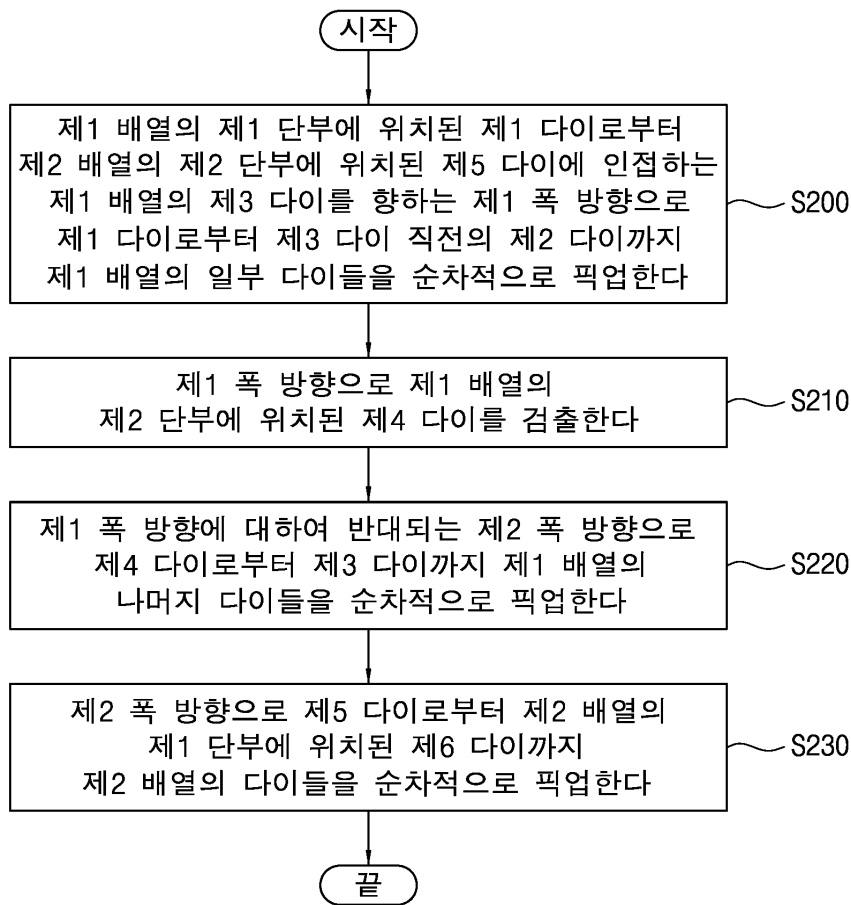 시작
제1 배열의 제1 단부에 위치된 제1 다이로부터
제2 배열의 제2 단부에 위치된 제5 다이에 인접하는
제1 배열의 제3 다이를 향하는 제1 폭 방향으로
제1 다이로부터 제3 다이 직전의 제2 다이까지
제1 배열의 일부 다이들을 순차적으로 픽업한다
S200
제1 폭 방향으로 제1 배열의
제2 단부에 위치된 제4 다이를 검출한다
S210
제1 폭 방향에 대하여 반대되는 제2 폭 방향으로
제4 다이로부터 제3 다이까지 제1 배열의
나머지 다이들을 순차적으로 픽업한다
S220
제2 폭 방향으로 제5 다이로부터 제2 배열의
제1 단부에 위치된 제6 다이까지
제2 배열의 다이들을 순차적으로 픽업한다
S230
끝